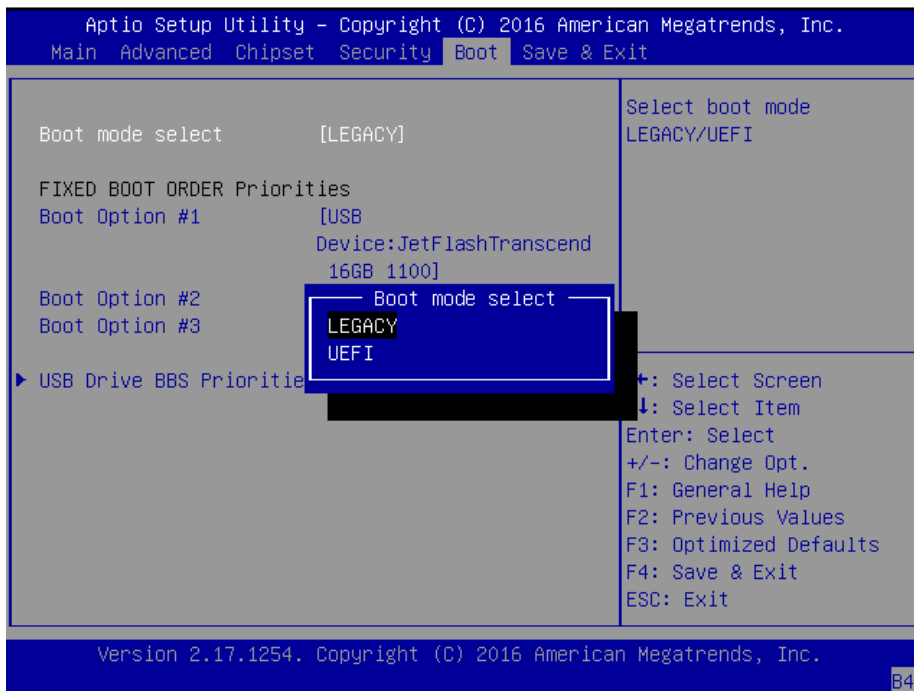 Aptio Setup Utility – Copyright (C) 2016 American Megatrends, Inc.
Main Advanced Chipset Security Boot Save & Exit
Boot mode select [LEGACY]
FIXED BOOT ORDER Priorities
Boot Option #1 [USB
Device:JetFlashTranscend
16GB 1100]
Boot Option #2
Boot Option #3
USB Drive BBS
Boot mode select
LEGACY
UEFI
Select boot mode
LEGACY/UEFI
: Select Screen
: Select Item
Enter: Select
+/-: Change Opt.
F1: General Help
F2: Previous Values
F3: Optimized Defaults
F4: Save & Exit
ESC: Exit
Version 2.17.1254. Copyright (C) 2016 American Megatrends, Inc.
B4